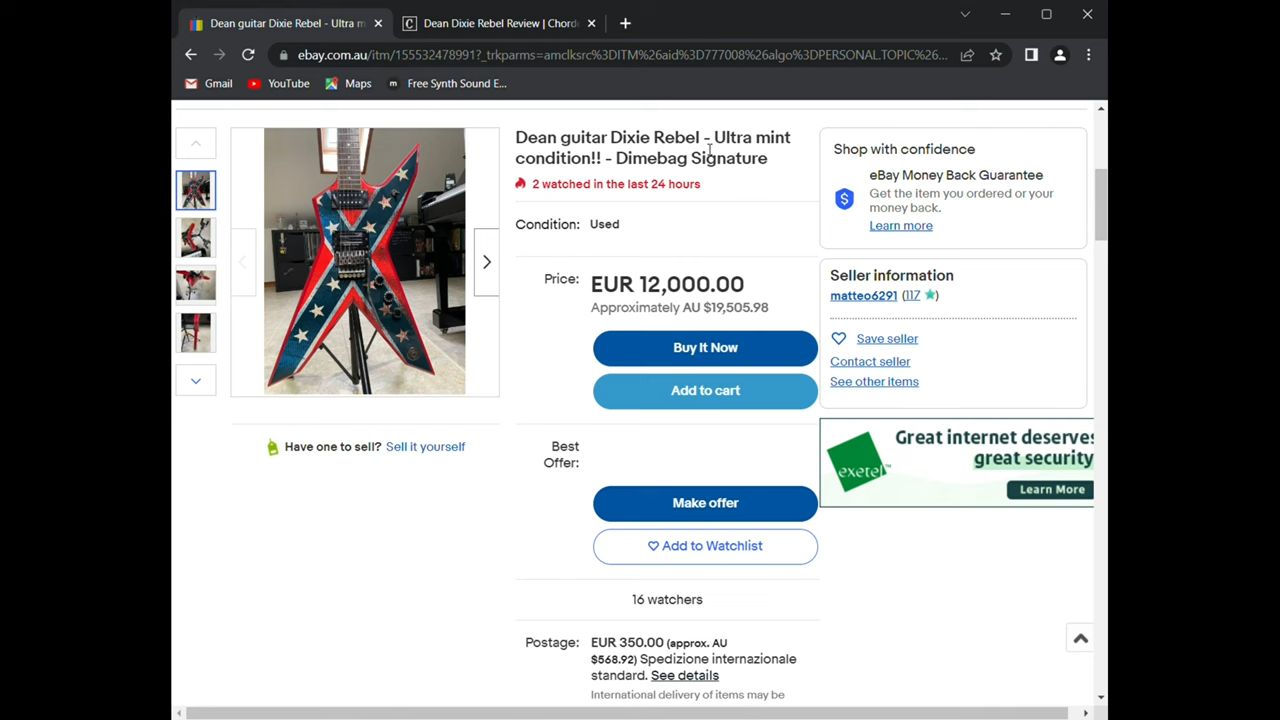 Dean guitar Dixie Rebel - Ultra m
Dean Dixie Rebel Review | Chord
ebay.com.au/itm/155532478991?_trkparms=amclksrc%3DITM%26aid%3D777008%26algo%3DPERSONAL.TOPIC%26...
Gmail
YouTube
Maps
Free Synth Sound E...
Dean guitar Dixie Rebel - Ultra mint
condition!! - Dimebag Signature
2 watched in the last 24 hours
Condition: Used
Price: EUR 12,000.00
Approximately AU $19,505.98
Buy It Now
Add to cart
Have one to sell? Sell it yourself
Best
Offer:
Make offer
Add to Watchlist
16 watchers
Postage: EUR 350.00 (approx. AU
$568.92) Spedizione internazionale
standard. See details
International delivery of items may be
Shop with confidence
eBay Money Back Guarantee
Get the item you ordered or your
money back.
Learn more
Seller information
matteo6291 (117)
Save seller
Contact seller
See other items
exetel
Great internet deserves
great security
Learn More